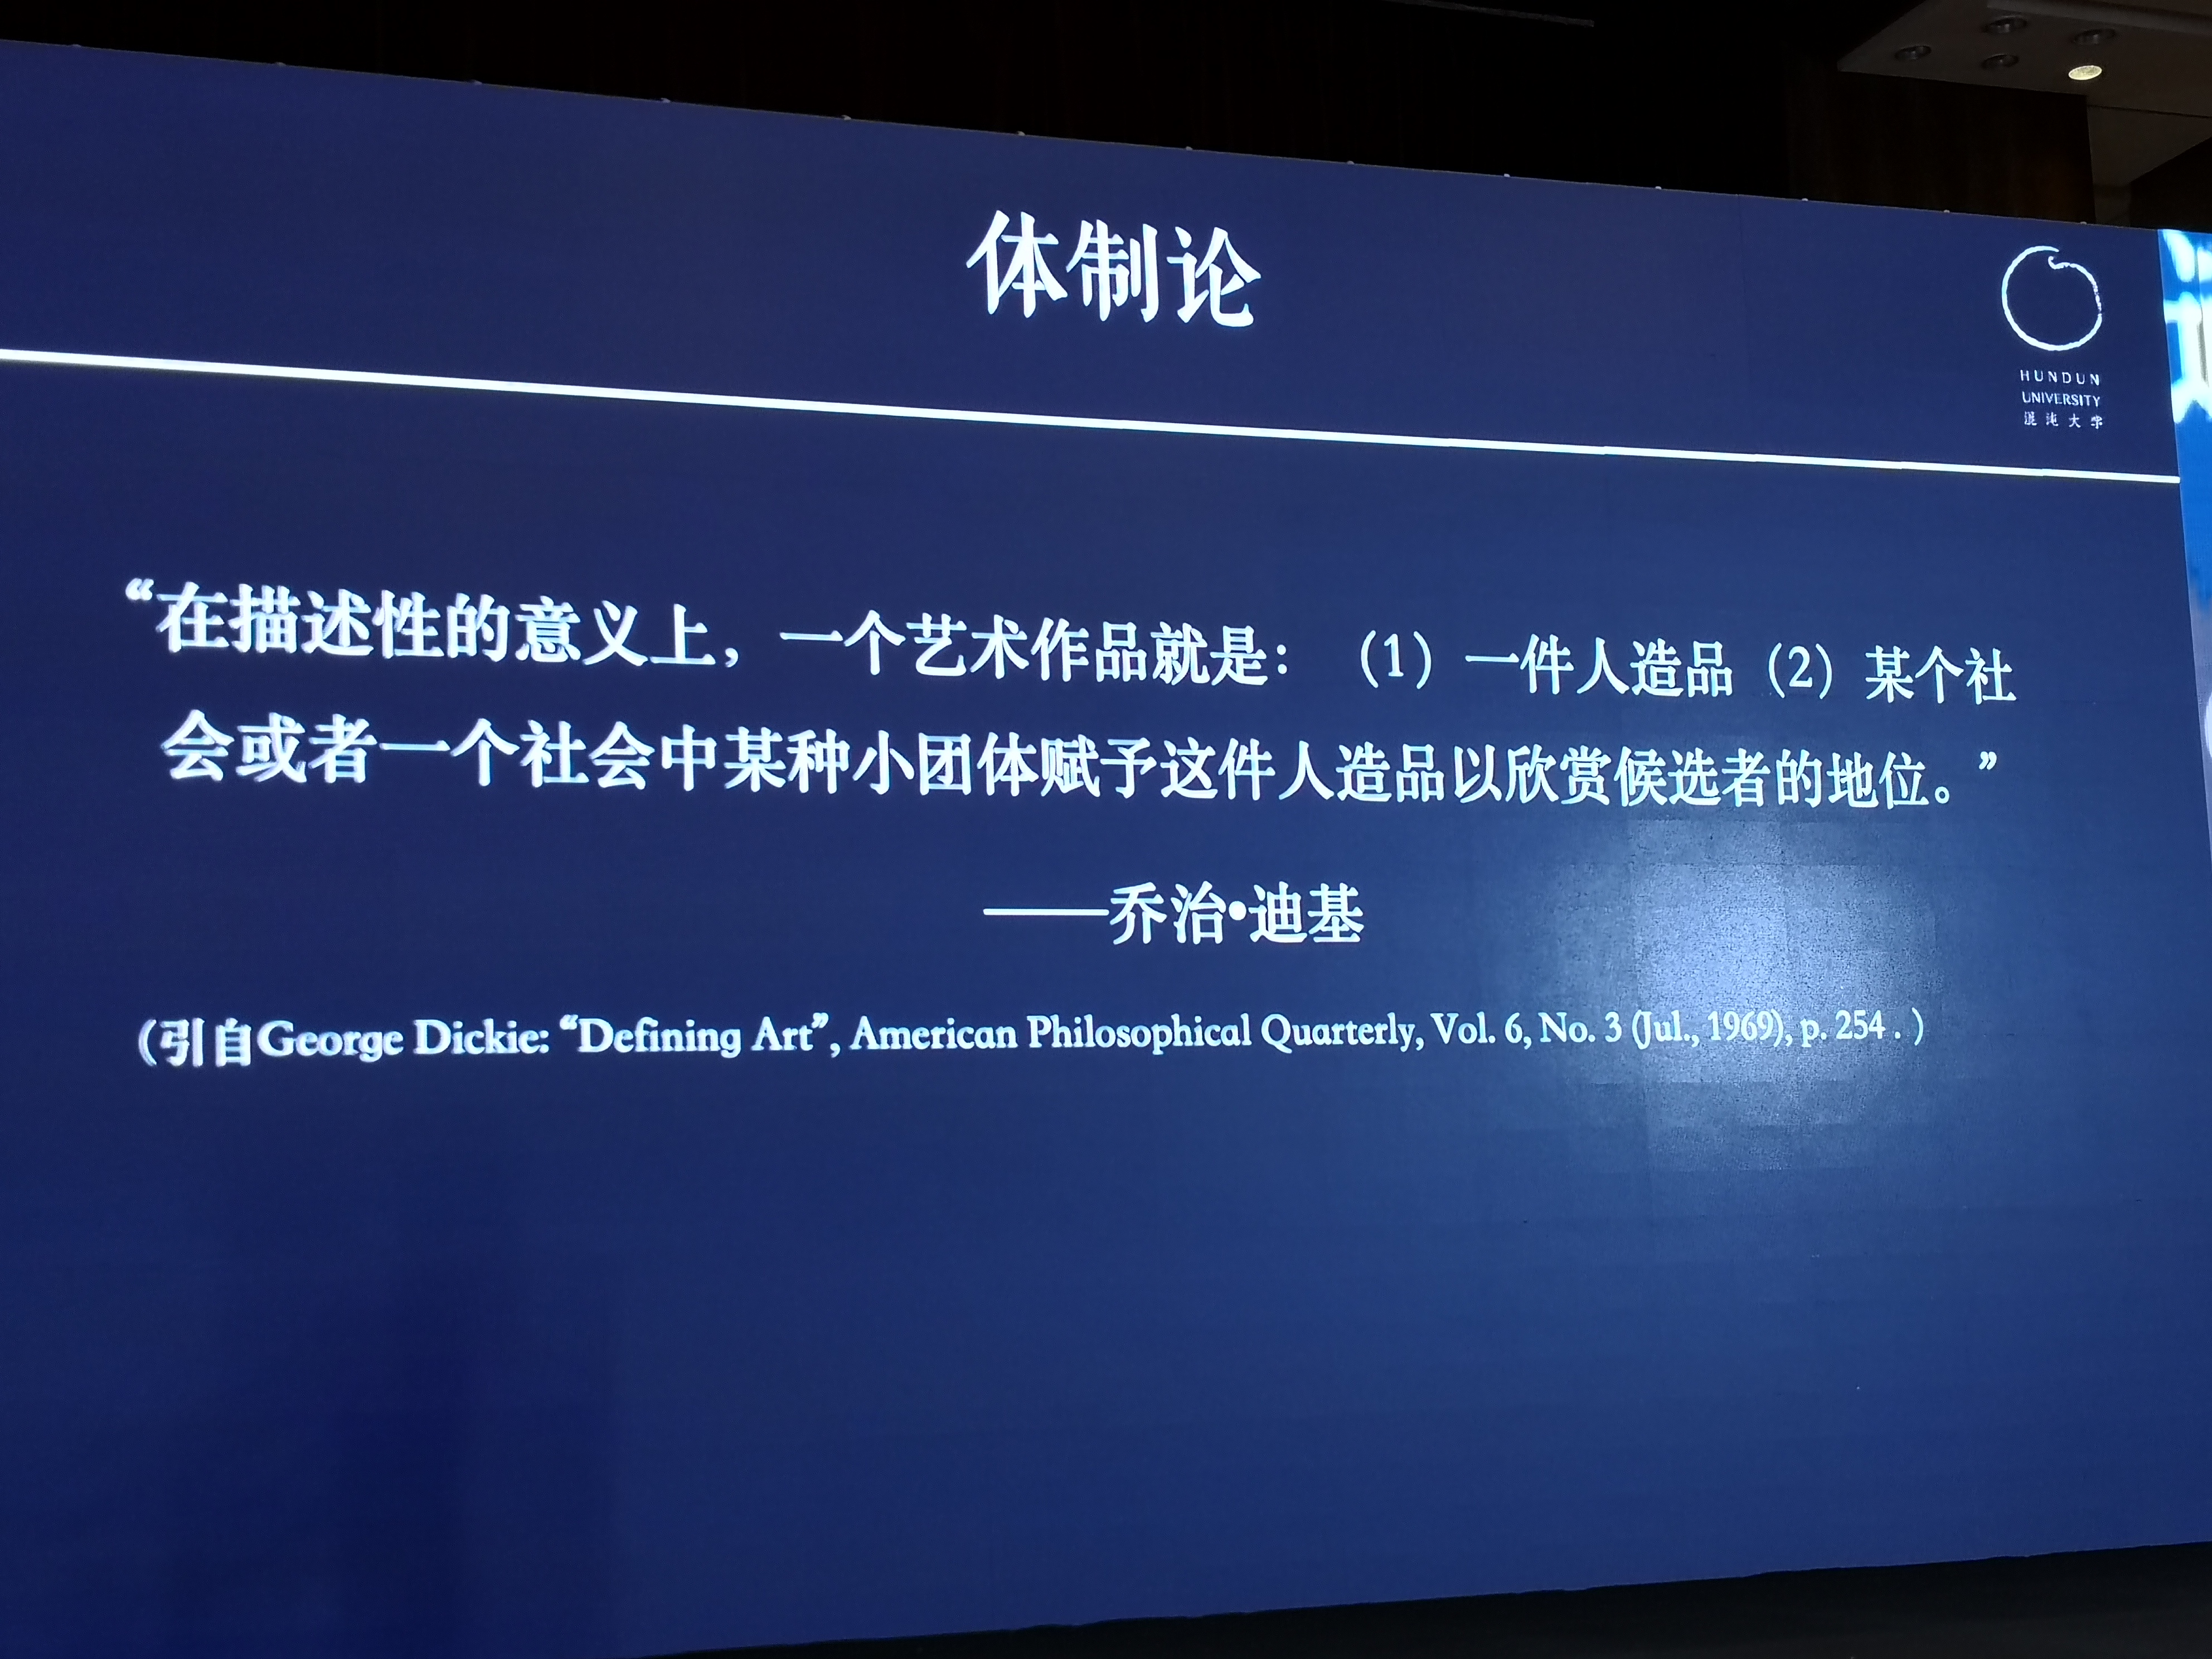 体制论
HUNDUN
UNIVERSITY
混沌大学
“在描述性的意义上，一个艺术作品就是：（1）一件人造品（2）某个社
会或者一个社会中某种小团体赋予这件人造品以欣赏候选者的地位。”
——乔治•迪基
（引自George Dickie: “Defining Art”, American Philosophical Quarterly, Vol. 6, No. 3 (Jul., 1969), p. 254 . ）